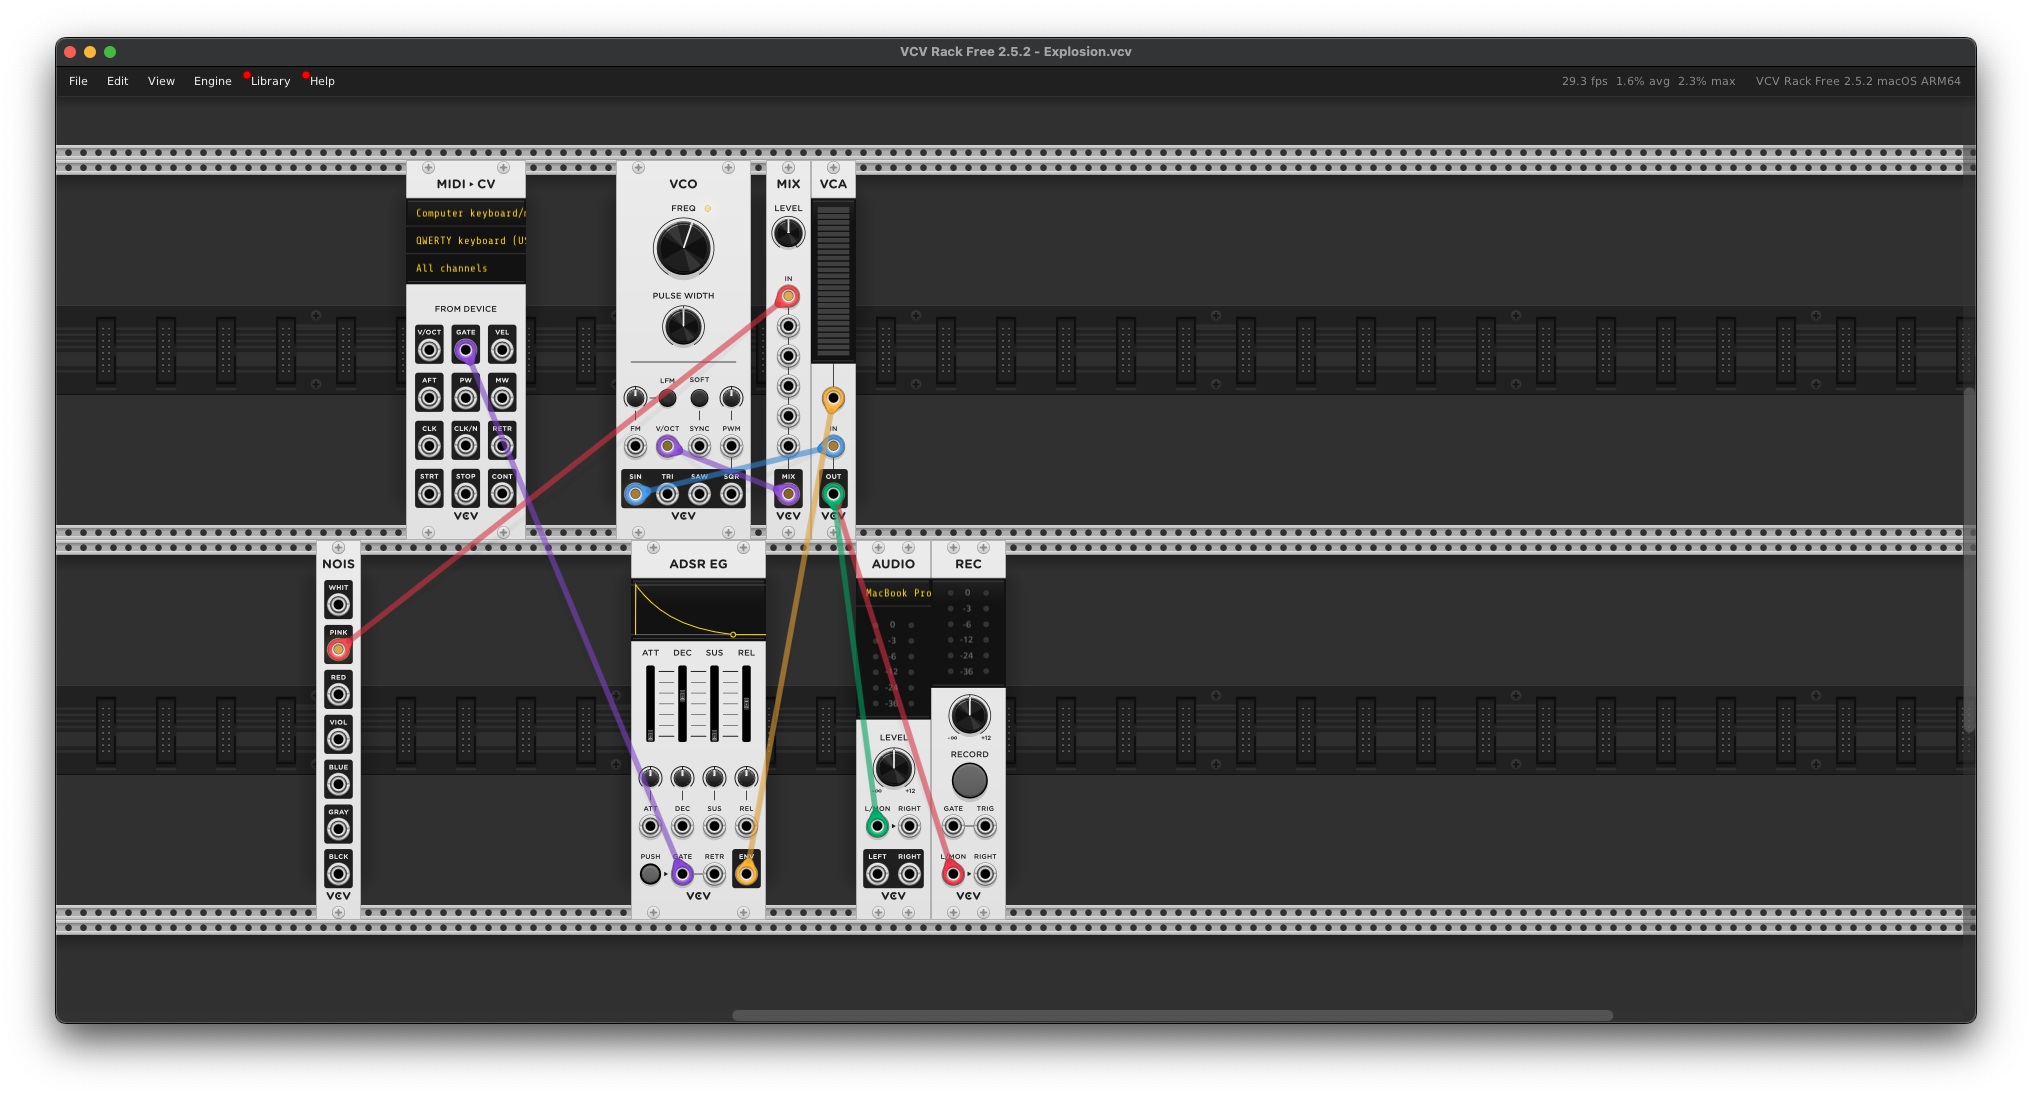 VCV Rack Free 2.5.2 - Explosion.vcv
File Edit View Engine Library Help
29.3 fps 1.6% avg 2.3% max VCV Rack Free 2.5.2 macOS ARM64
MIDI ▸ CV
Computer keyboard/
QWERTY keyboard (US
All channels
FROM DEVICE
V/OCT GATE VEL
AFT PW MW
CLK CLK/N RETR
STRT STOP CONT
VCV
VCO
FREQ
PULSE WIDTH
LFM SOFT
FM V/OCT SYNC PWM
SIN TRI SAW SQR
VCV
MIX
LEVEL
IN
MIX
VCV
VCA
IN
OUT
VCV
NOIS
WHIT
PINK
RED
VIOL
BLUE
GRAY
BLCK
VCV
ADSR EG
ATT DEC SUS REL
ATT DEC SUS REL
PUSH GATE RETR ENV
VCV
AUDIO
MacBook Pro
0
-3
-6
-12
-24
-36
LEVEL
-∞ +12
L/MON RIGHT
LEFT RIGHT
VCV
REC
0
-3
-6
-12
-24
-36
-∞ +12
RECORD
GATE TRIG
L/MON RIGHT
VCV